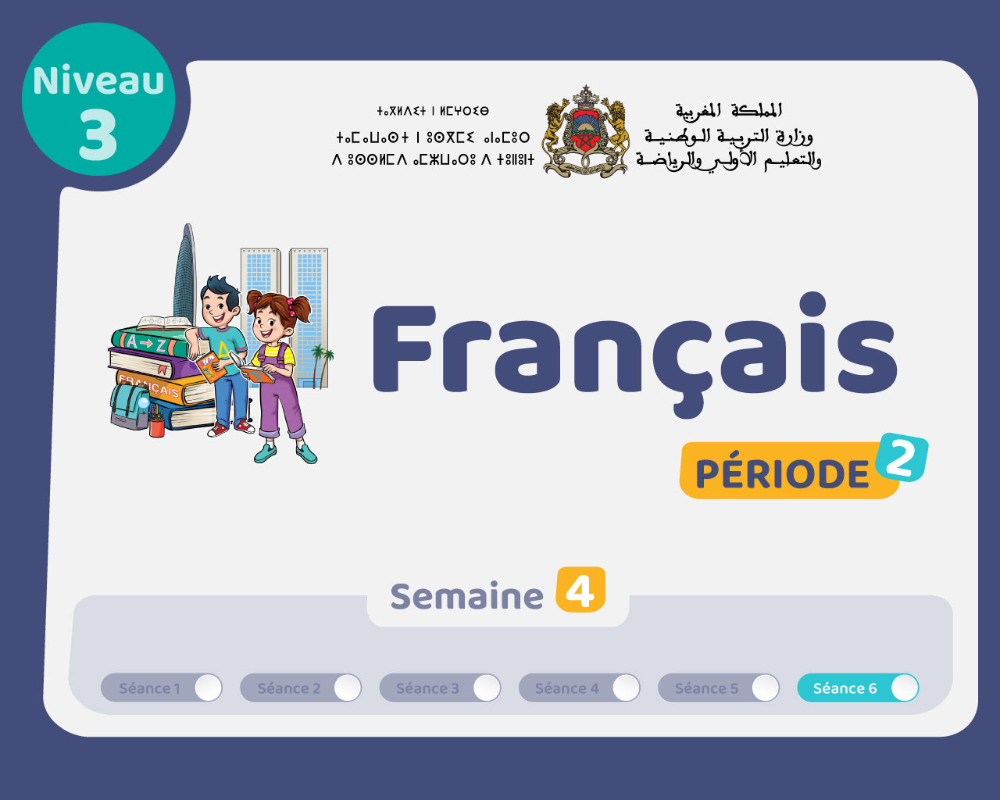 Niveau
3
ⵜⴰⴳⵍⴷⵉⵜ ⵏ ⵍⵎⵖⵔⵉⴱ
ⵜⴰⵎⴰⵡⴰⵙⵜ ⵏ ⵓⵙⴳⵎⵉ ⴰⵏⴰⵎⵓⵔ
ⴷ ⵓⵙⵙⵍⵎⴷ ⴰⵎⵣⵡⴰⵔⵓ ⴷ ⵜⵓⵏⵏⵓⵏⵜ
المملكة المغربية
وزارة التربية الوطنية
والتعليم الأولي والرياضة
A-B-C D-E-F-G
A → Z
FRANÇAIS
Français
PÉRIODE 2
Semaine 4
Séance 1
Séance 2
Séance 3
Séance 4
Séance 5
Séance 6